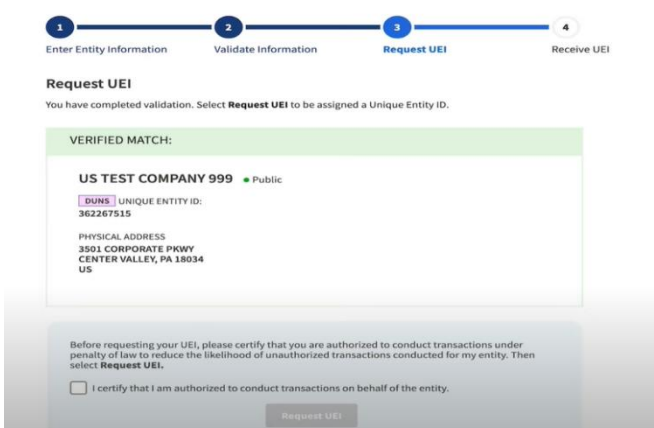 1
2
3
4
Enter Entity Information
Validate Information
Request UEI
Receive UEI
Request UEI
You have completed validation. Select Request UEI to be assigned a Unique Entity ID.
VERIFIED MATCH:
US TEST COMPANY 999 Public
DUNS UNIQUE ENTITY ID:
362267515
PHYSICAL ADDRESS
3501 CORPORATE PKWY
CENTER VALLEY, PA 18034
US
Before requesting your UEI, please certify that you are authorized to conduct transactions under
penalty of law to reduce the likelihood of unauthorized transactions conducted for my entity. Then
select Request UEI.
I certify that I am authorized to conduct transactions on behalf of the entity.
Request UEI